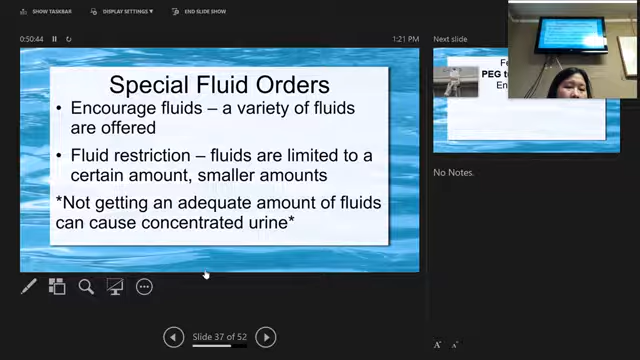 SHOW TASKBAR
DISPLAY SETTINGS ▾
END SLIDE SHOW
0:50:44
1:21 PM
Special Fluid Orders
• Encourage fluids – a variety of fluids
are offered
• Fluid restriction – fluids are limited to a
certain amount, smaller amounts
*Not getting an adequate amount of fluids
can cause concentrated urine*
Slide 37 of 52
Next slide
Fe
PEG t
En
No Notes.
A A